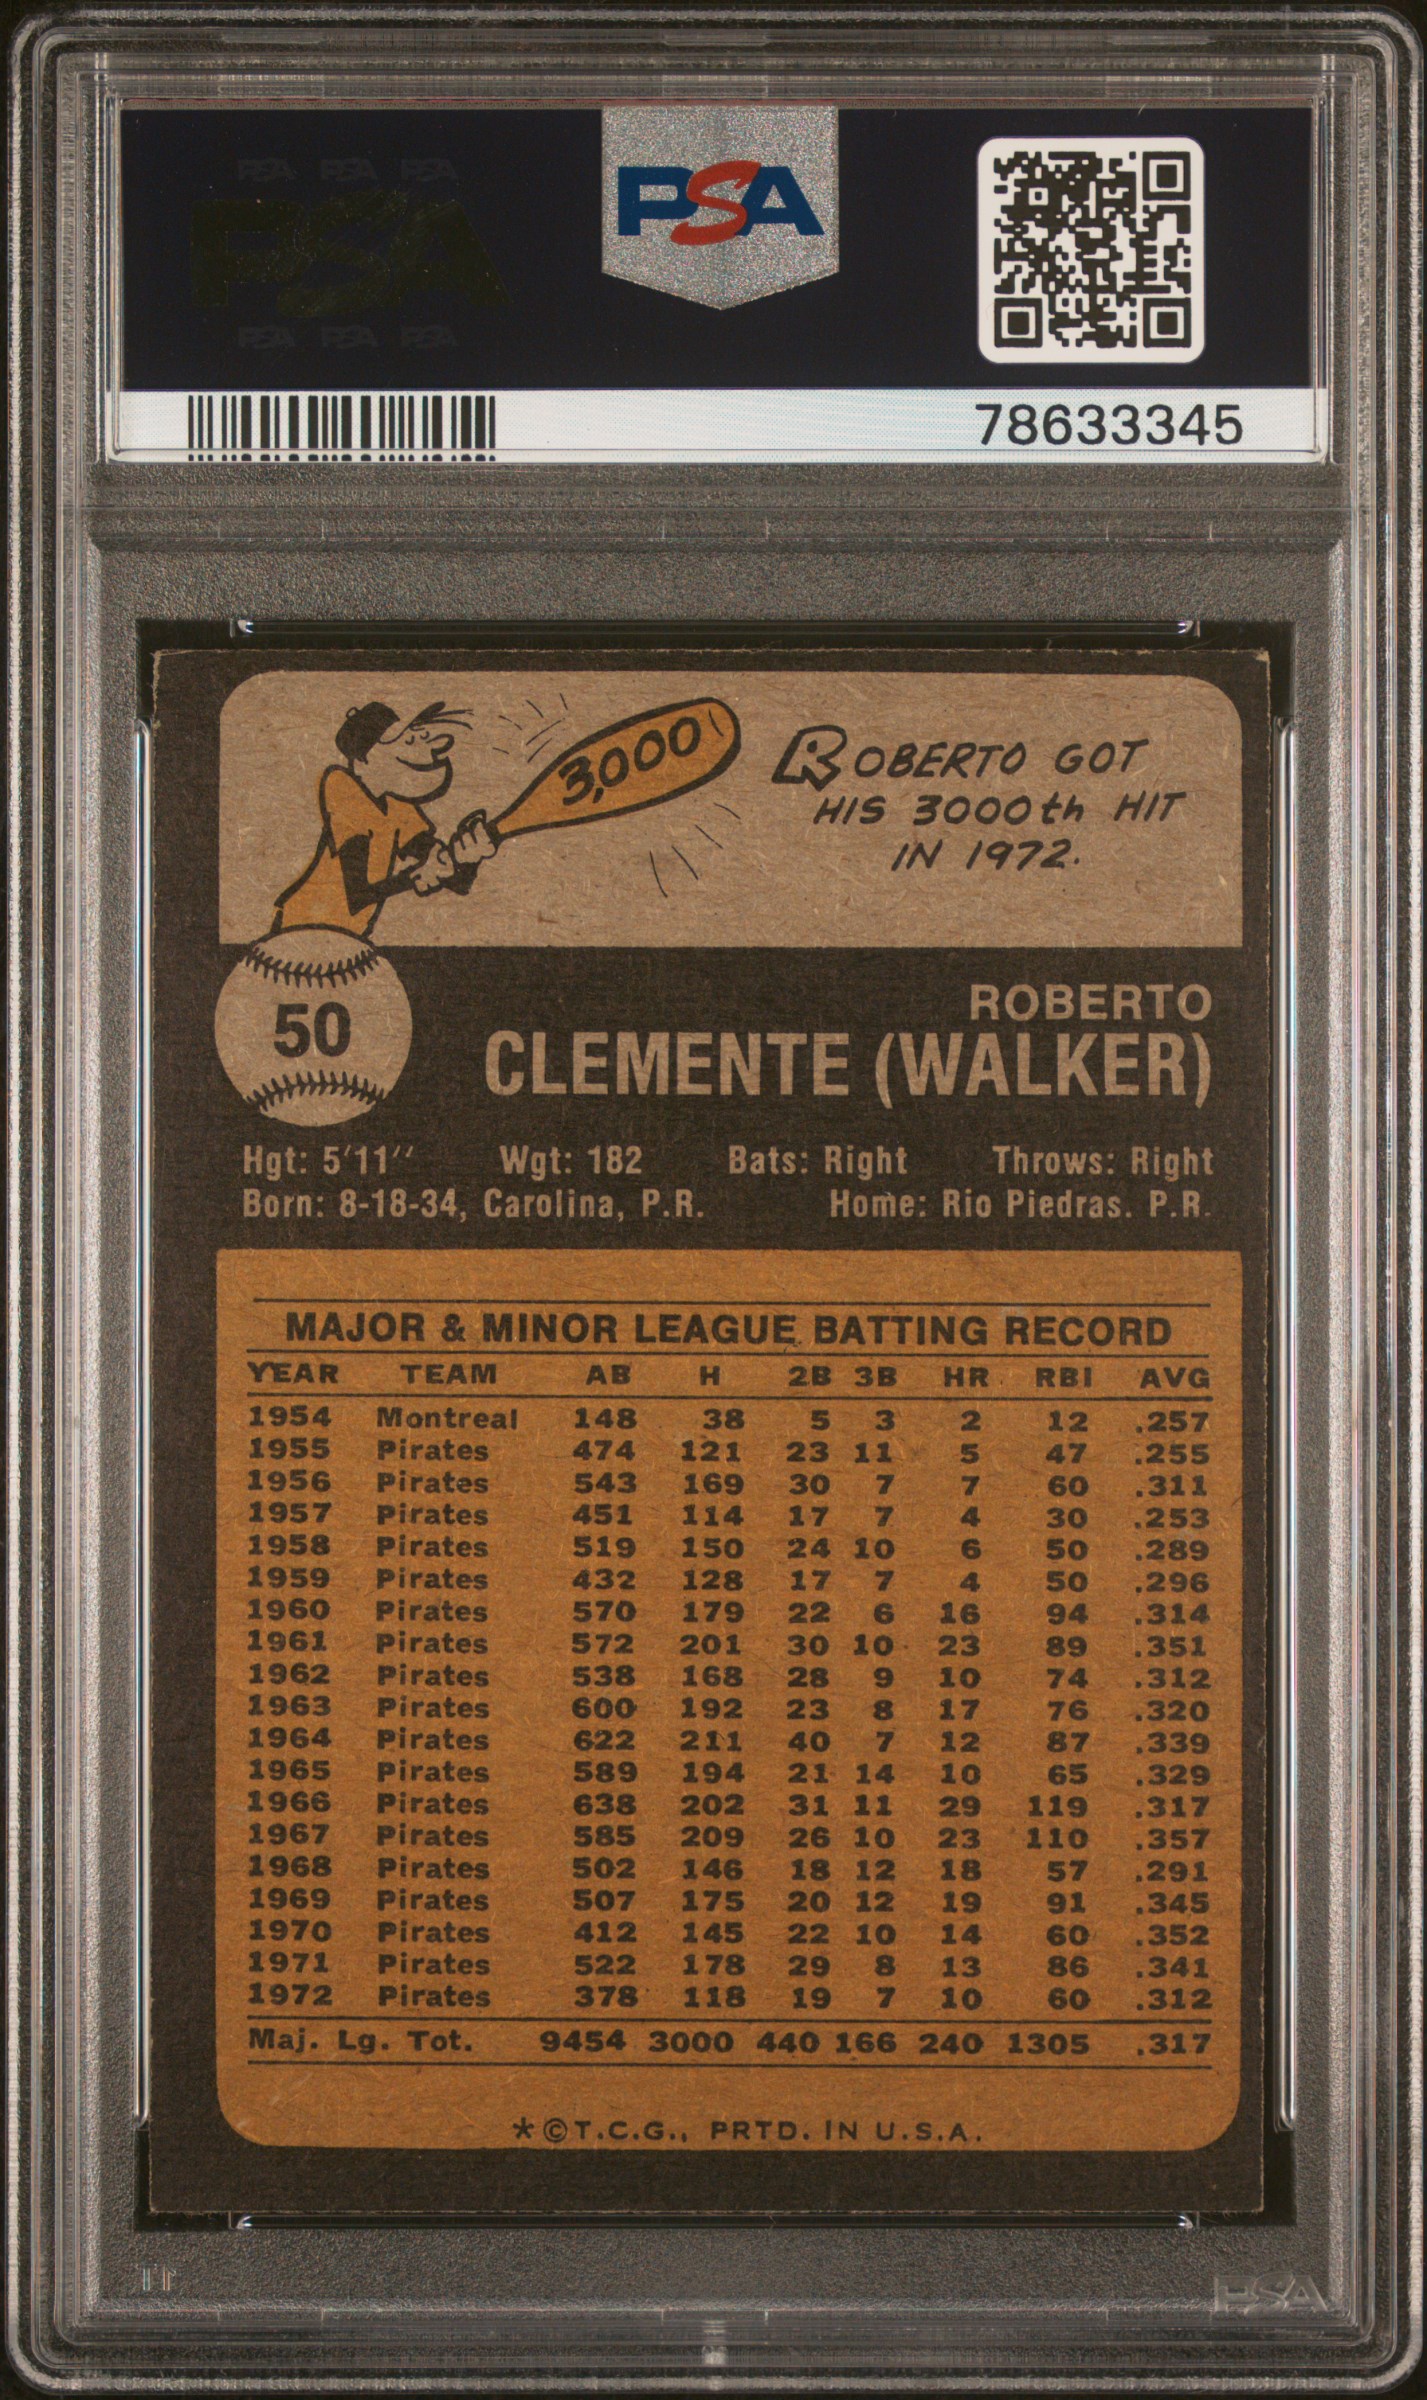 PSA PSA PSA
PSA
PSA PSA PSA
PSA
78633345
3,000
ROBERTO GOT
HIS 3000th HIT
IN 1972.
50
ROBERTO
CLEMENTE (WALKER)
Hgt: 5'11'' Wgt: 182 Bats: Right Throws: Right
Born: 8-18-34, Carolina, P.R. Home: Rio Piedras. P.R.
MAJOR & MINOR LEAGUE BATTING RECORD
YEAR TEAM AB H 2B 3B HR RBI AVG
1954 Montreal 148 38 5 3 2 12 .257
1955 Pirates 474 121 23 11 5 47 .255
1956 Pirates 543 169 30 7 7 60 .311
1957 Pirates 451 114 17 7 4 30 .253
1958 Pirates 519 150 24 10 6 50 .289
1959 Pirates 432 128 17 7 4 50 .296
1960 Pirates 570 179 22 6 16 94 .314
1961 Pirates 572 201 30 10 23 89 .351
1962 Pirates 538 168 28 9 10 74 .312
1963 Pirates 600 192 23 8 17 76 .320
1964 Pirates 622 211 40 7 12 87 .339
1965 Pirates 589 194 21 14 10 65 .329
1966 Pirates 638 202 31 11 29 119 .317
1967 Pirates 585 209 26 10 23 110 .357
1968 Pirates 502 146 18 12 18 57 .291
1969 Pirates 507 175 20 12 19 91 .345
1970 Pirates 412 145 22 10 14 60 .352
1971 Pirates 522 178 29 8 13 86 .341
1972 Pirates 378 118 19 7 10 60 .312
Maj. Lg. Tot. 9454 3000 440 166 240 1305 .317
*©T.C.G., PRTD. IN U.S.A.
PSA